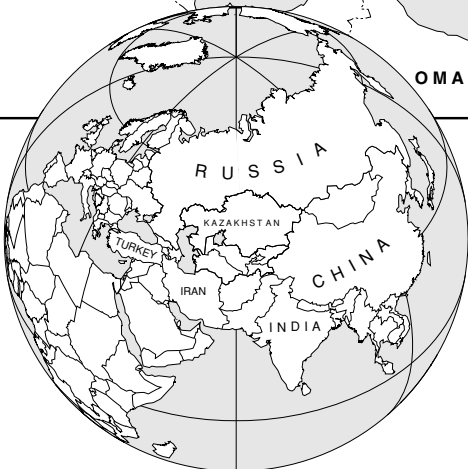 OMA
RUSSIA
KAZAKHSTAN
TURKEY
CHINA
IRAN
INDIA